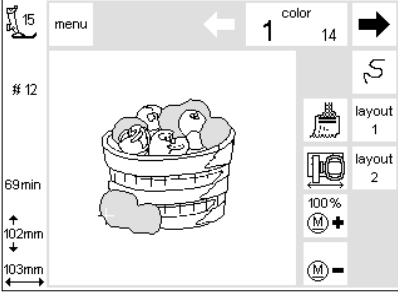 15
menu
color
1 14
# 12
layout
1
layout
2
69min
100%
M +
102mm
M -
103mm